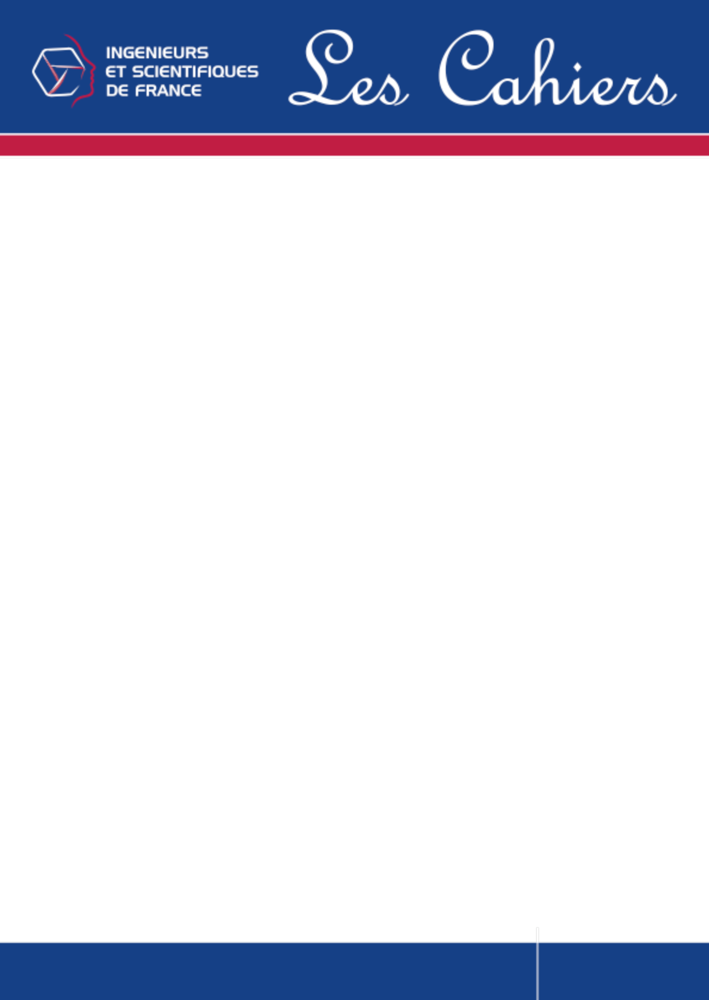 INGENIEURS
ET SCIENTIFIQUES
DE FRANCE
Les Cahiers